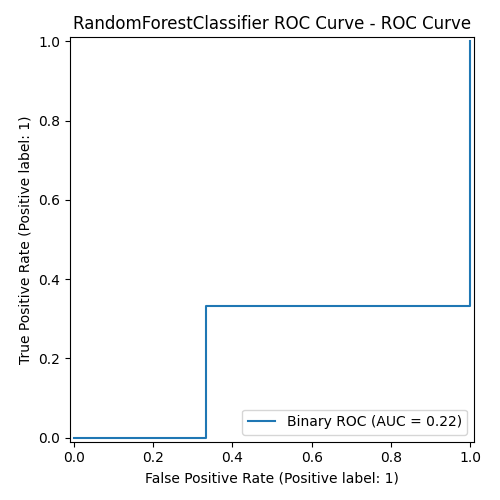 RandomForestClassifier ROC Curve - ROC Curve
1.0
0.8
0.6
0.4
0.2
0.0
True Positive Rate (Positive label: 1)
Binary ROC (AUC = 0.22)
0.0 0.2 0.4 0.6 0.8 1.0
False Positive Rate (Positive label: 1)